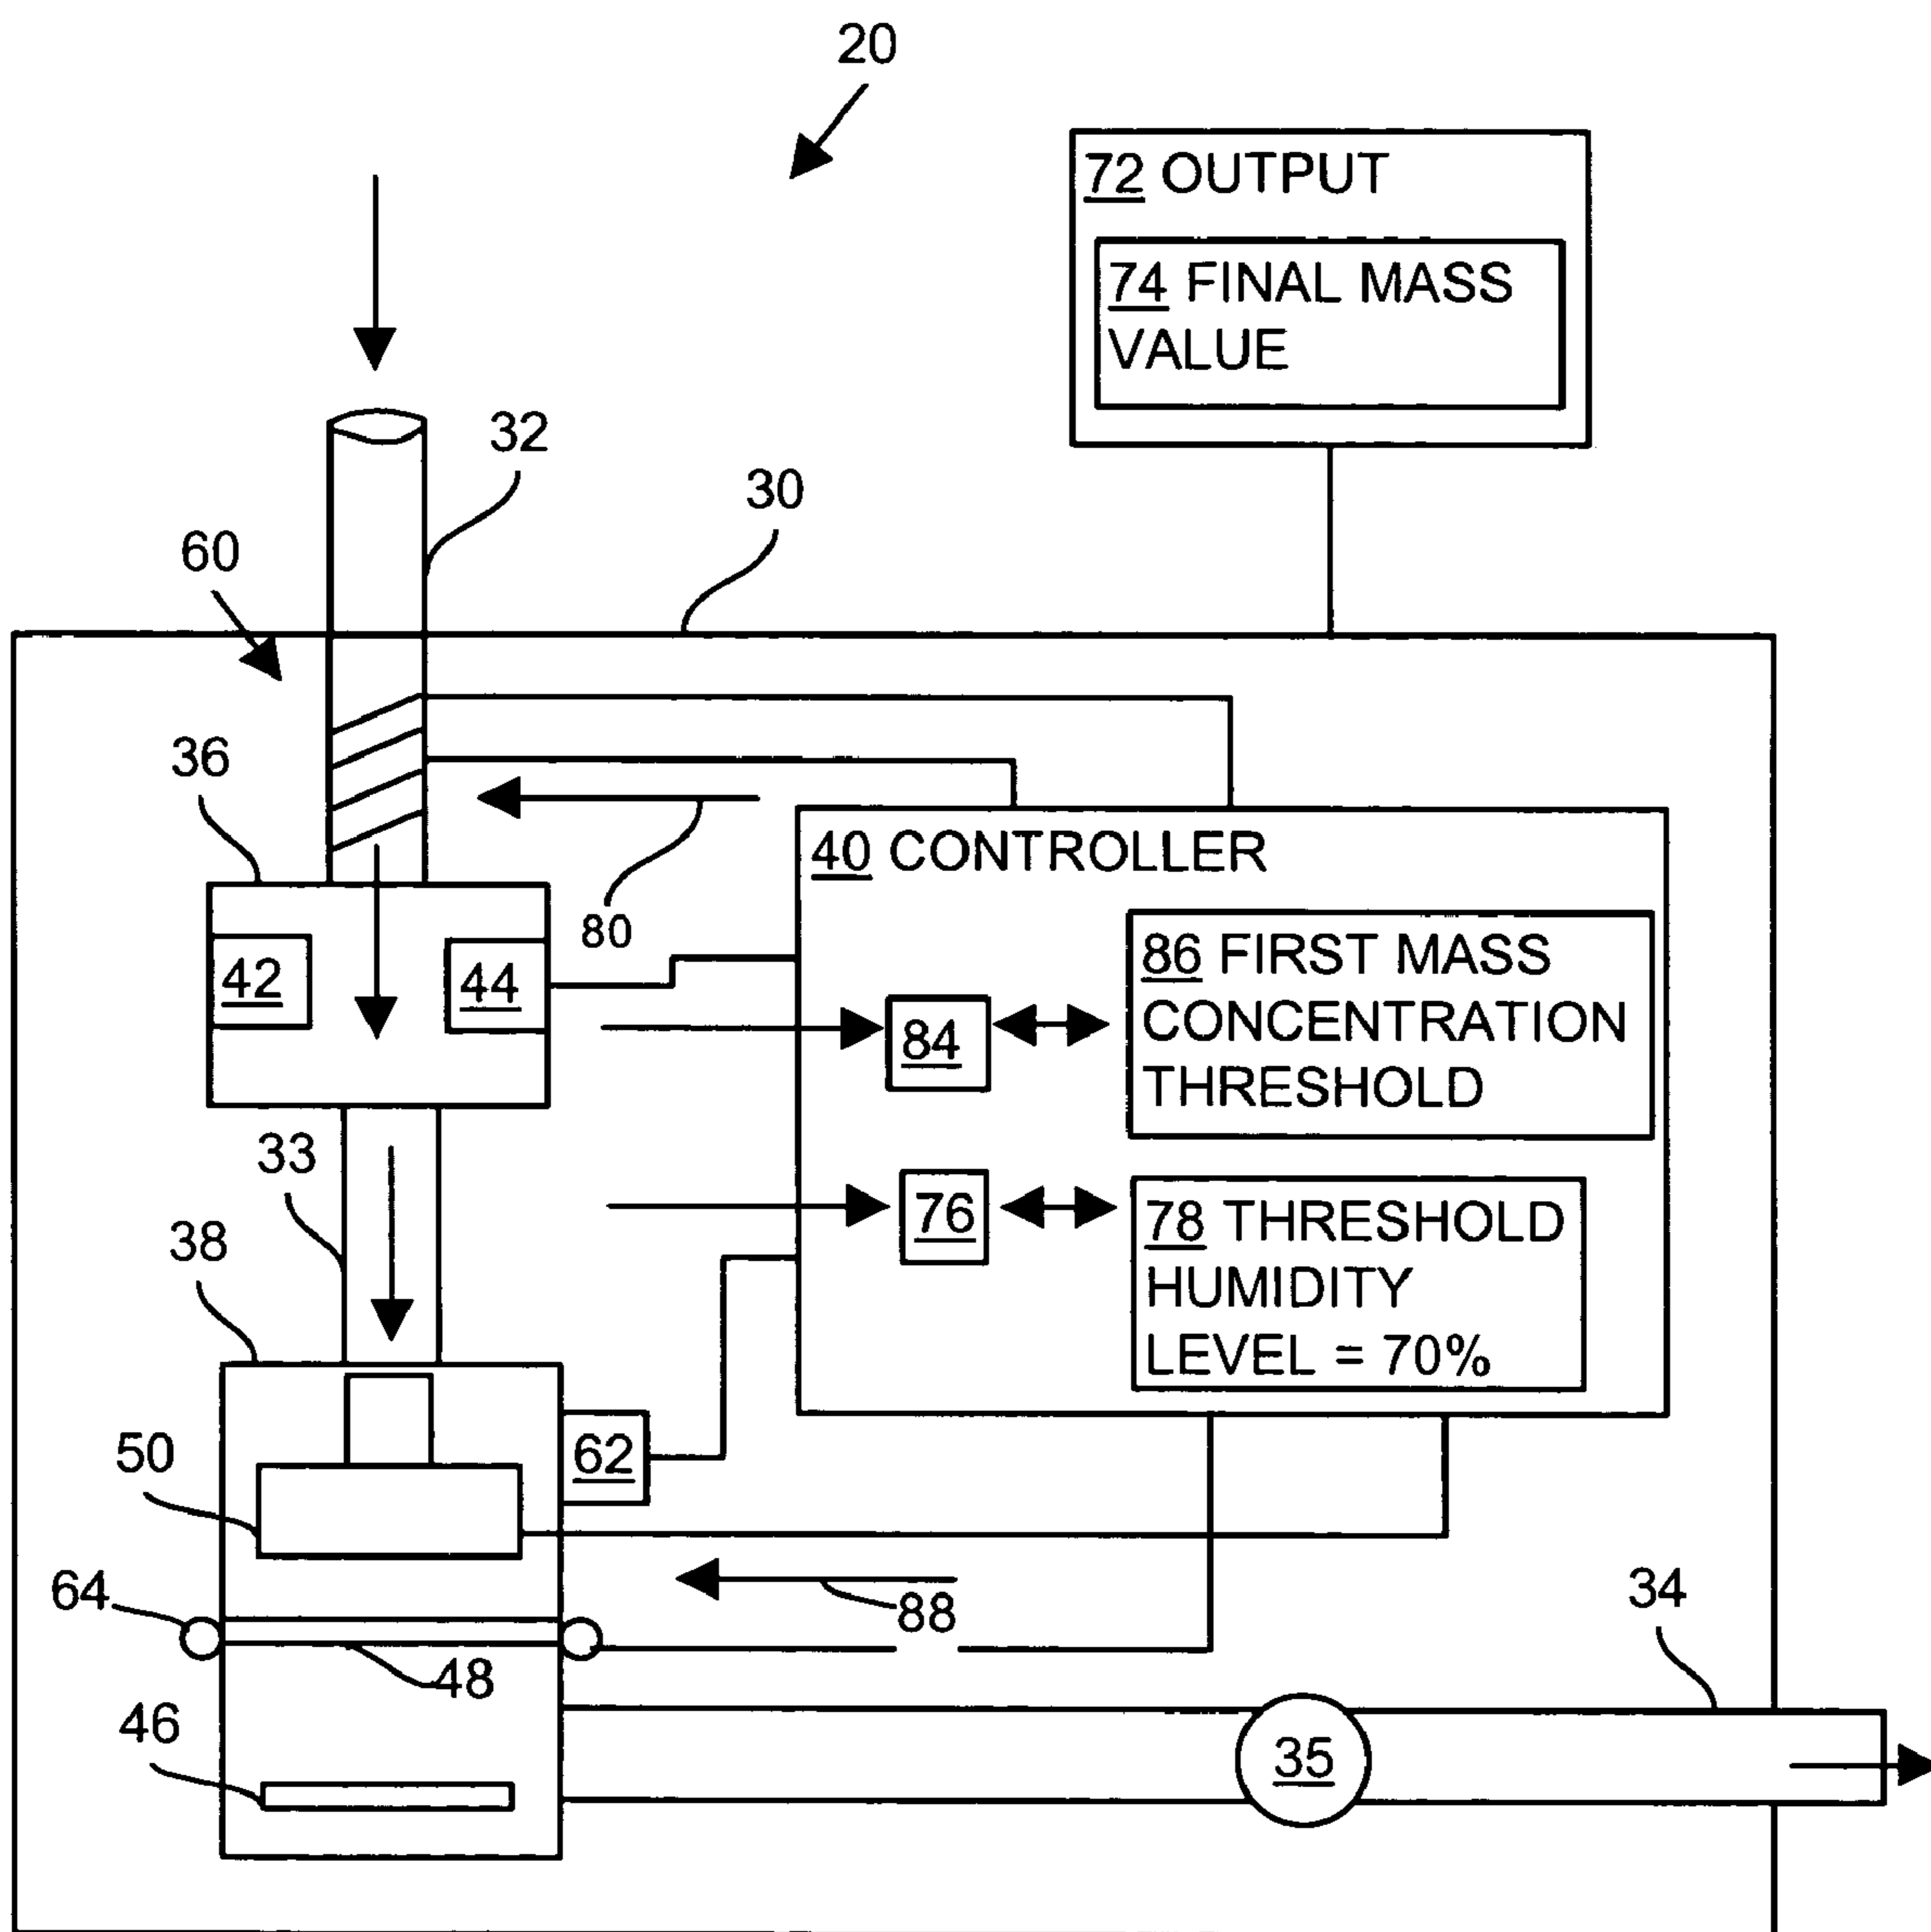 20
72 OUTPUT
74 FINAL MASS
VALUE
32
30
60
36
80
40 CONTROLLER
42
44
86 FIRST MASS
CONCENTRATION
THRESHOLD
84
33
76
78 THRESHOLD
HUMIDITY
LEVEL = 70%
38
50
62
64
88
34
48
46
35